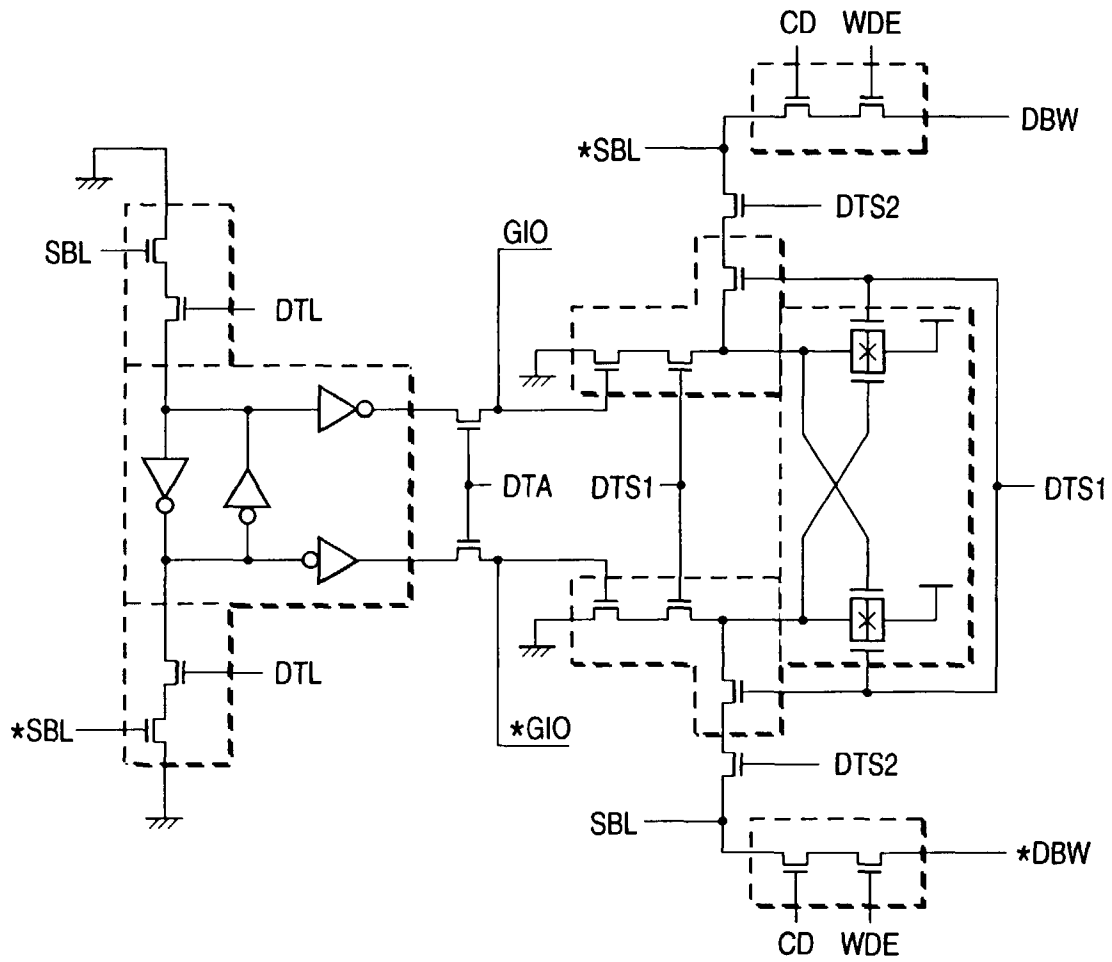 CD WDE
DBW
*SBL
DTS2
SBL
GIO
DTL
DTA
DTS1
DTS1
DTL
*SBL
*GIO
DTS2
SBL
*DBW
CD WDE